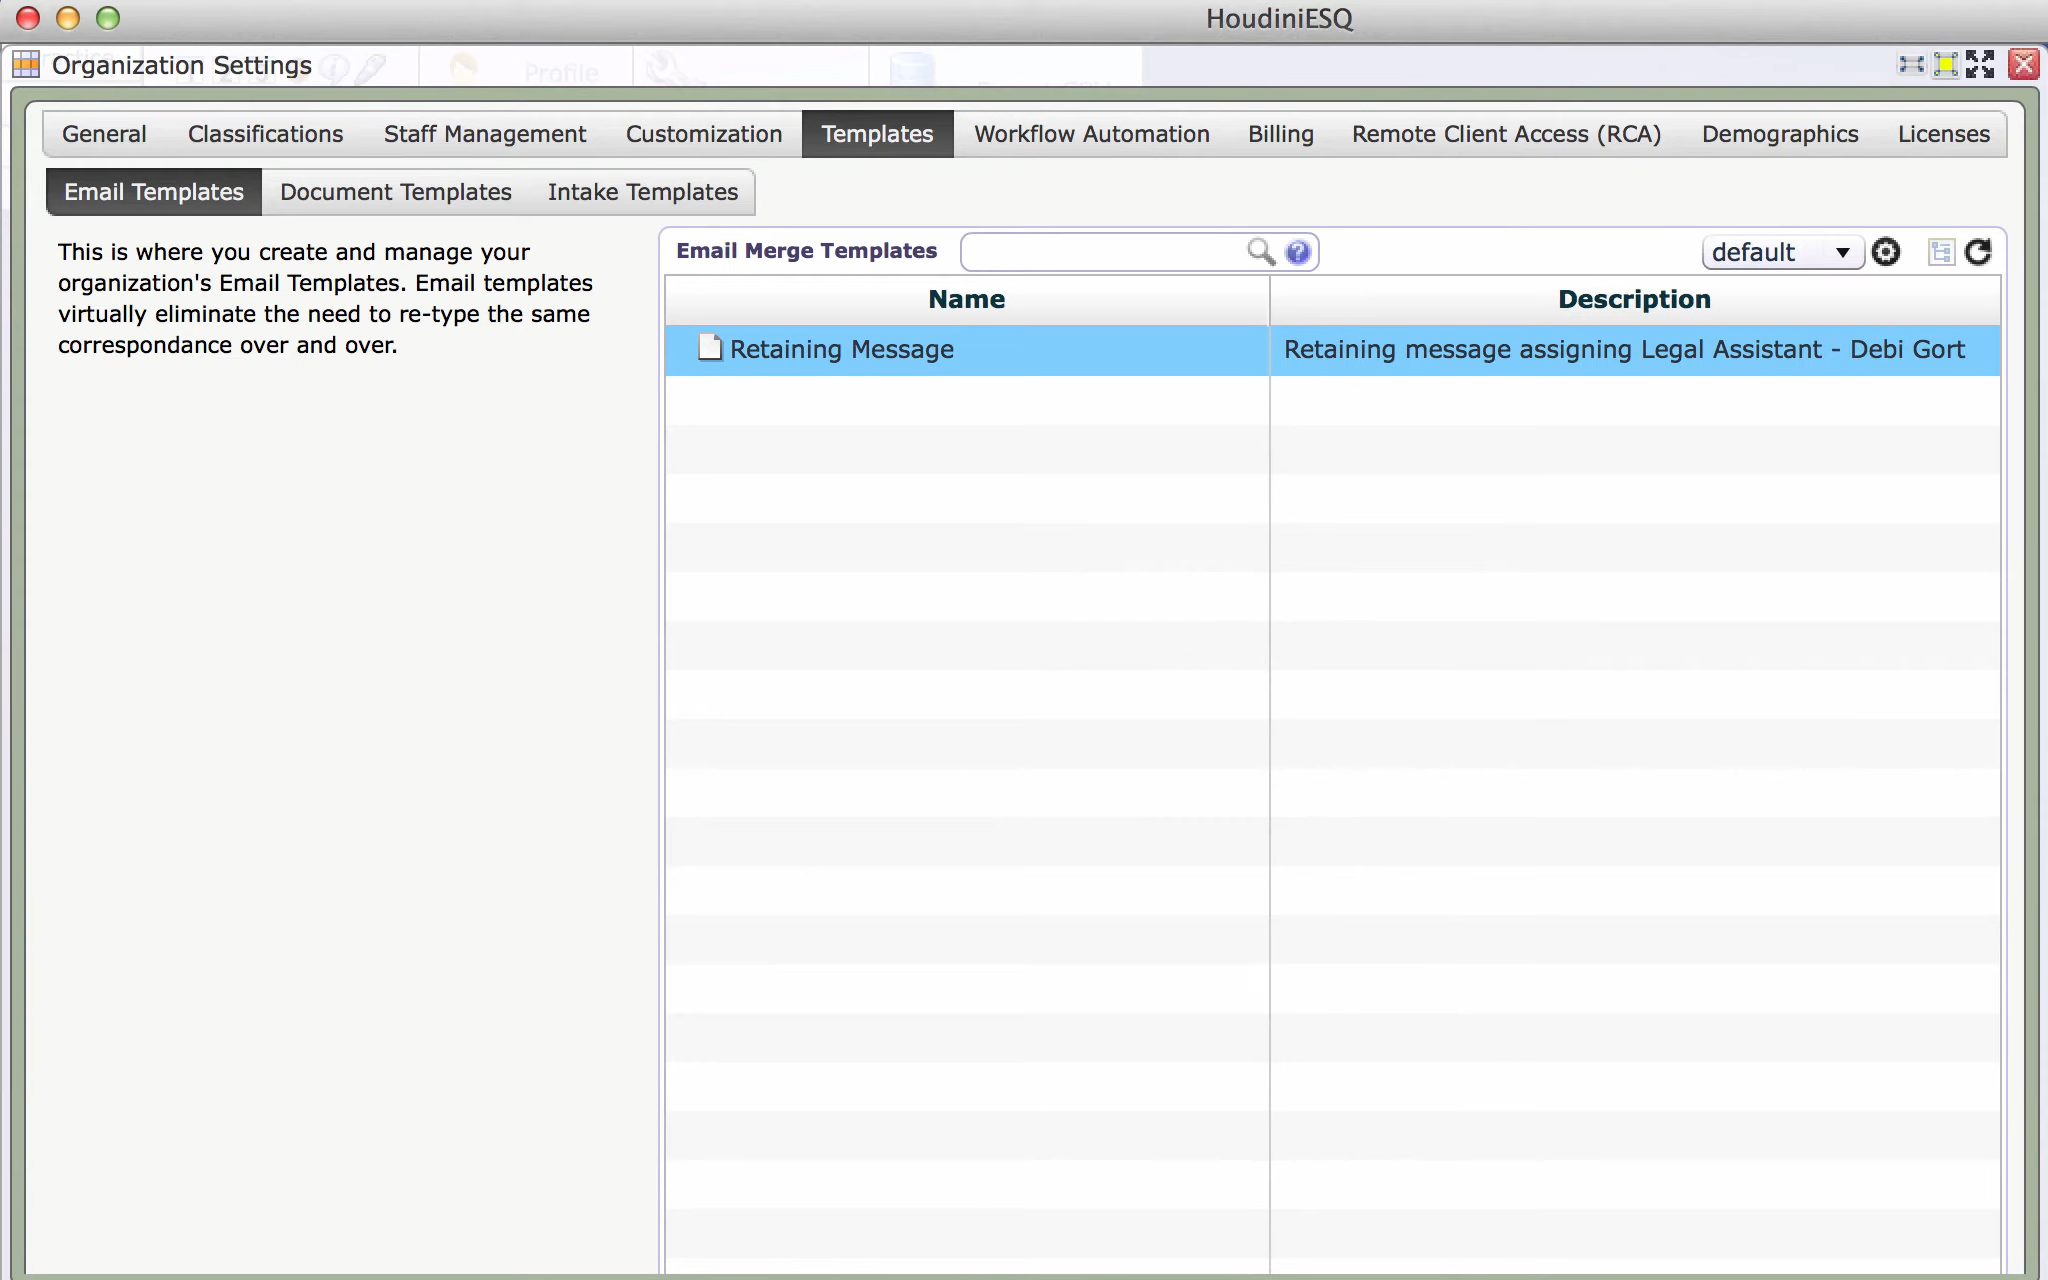 HoudiniESQ
Organization Settings
Profile
General Classifications Staff Management Customization Templates Workflow Automation Billing Remote Client Access (RCA) Demographics Licenses
Email Templates Document Templates Intake Templates
This is where you create and manage your
organization's Email Templates. Email templates
virtually eliminate the need to re-type the same
correspondance over and over.
Email Merge Templates
default
Name Description
Retaining Message Retaining message assigning Legal Assistant - Debi Gort